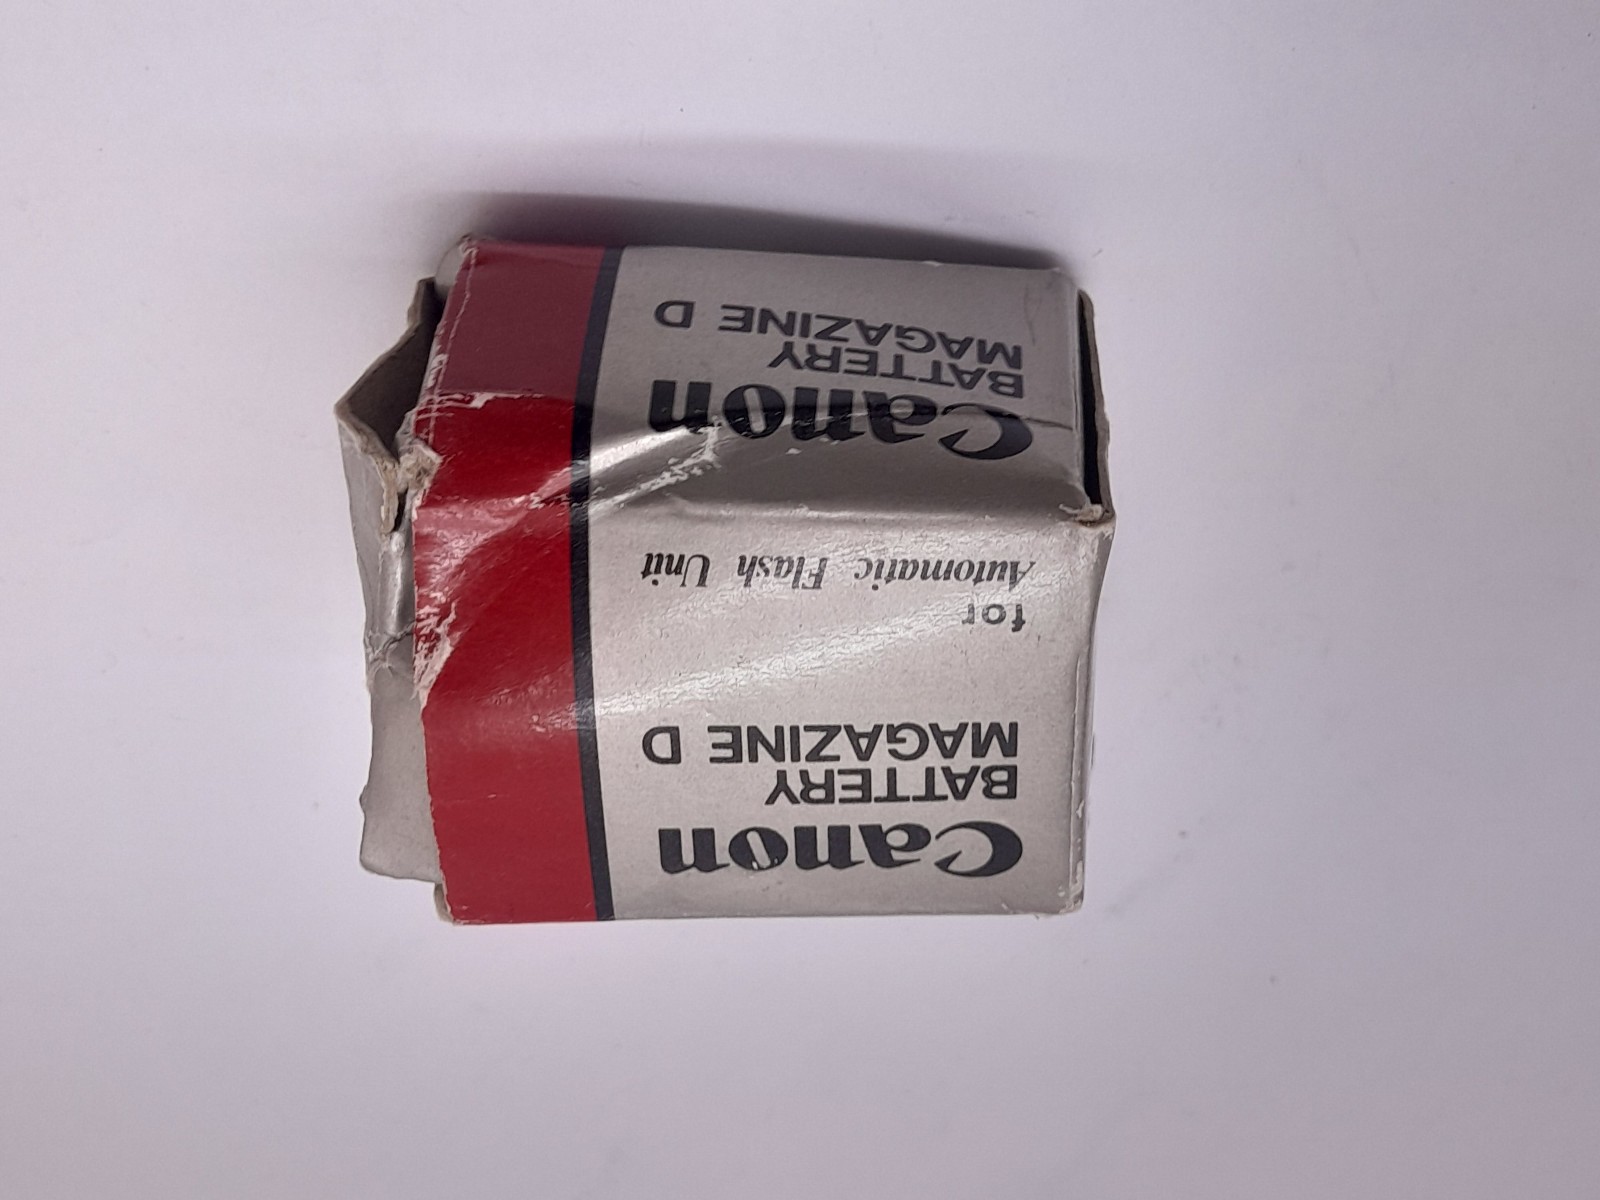 Canon
BATTERY
MAGAZINE D
for
Automatic Flash Unit
Canon
BATTERY
MAGAZINE D